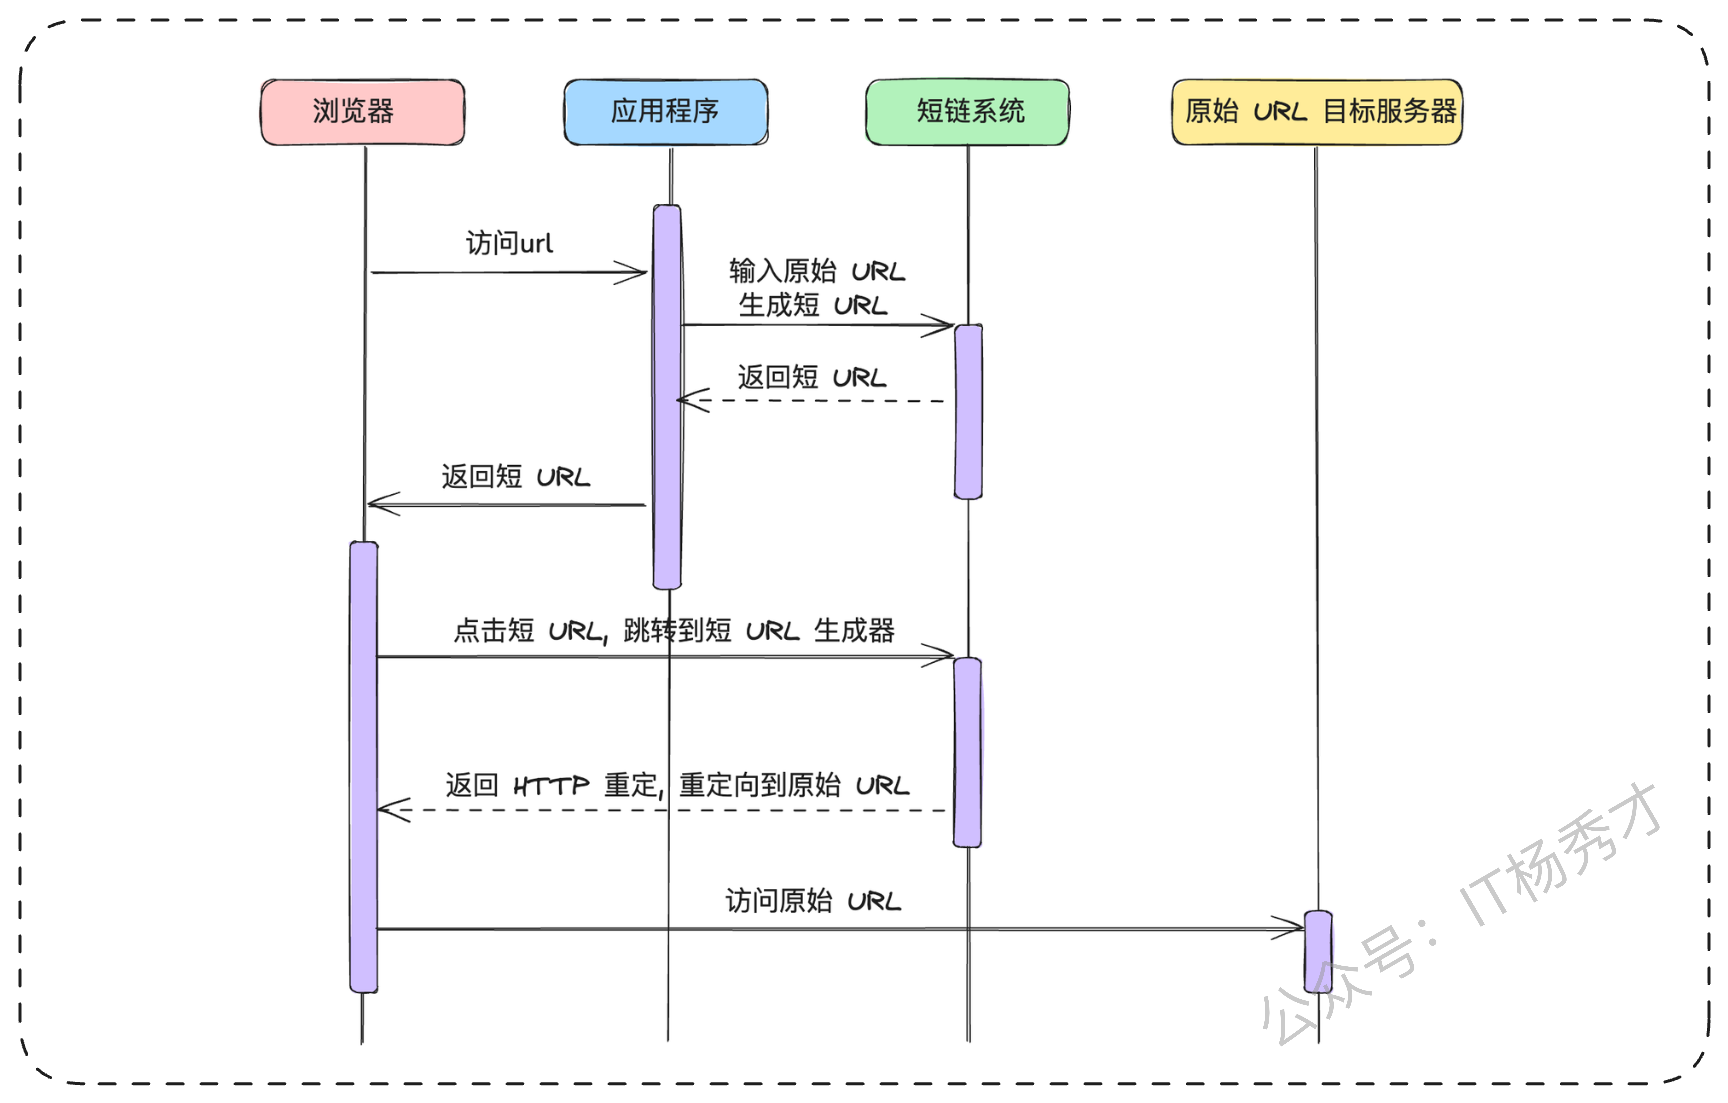 浏览器
应用程序
短链系统
原始 URL 目标服务器
访问url
输入原始 URL
生成短 URL
返回短 URL
返回短 URL
点击短 URL, 跳转到短 URL 生成器
返回 HTTP 重定, 重定向到原始 URL
访问原始 URL
公众号：IT杨秀才